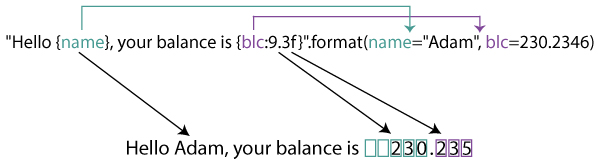 "Hello {name}, your balance is {blc:9.3f}".format(name="Adam", blc=230.2346)
Hello Adam, your balance is 230.235